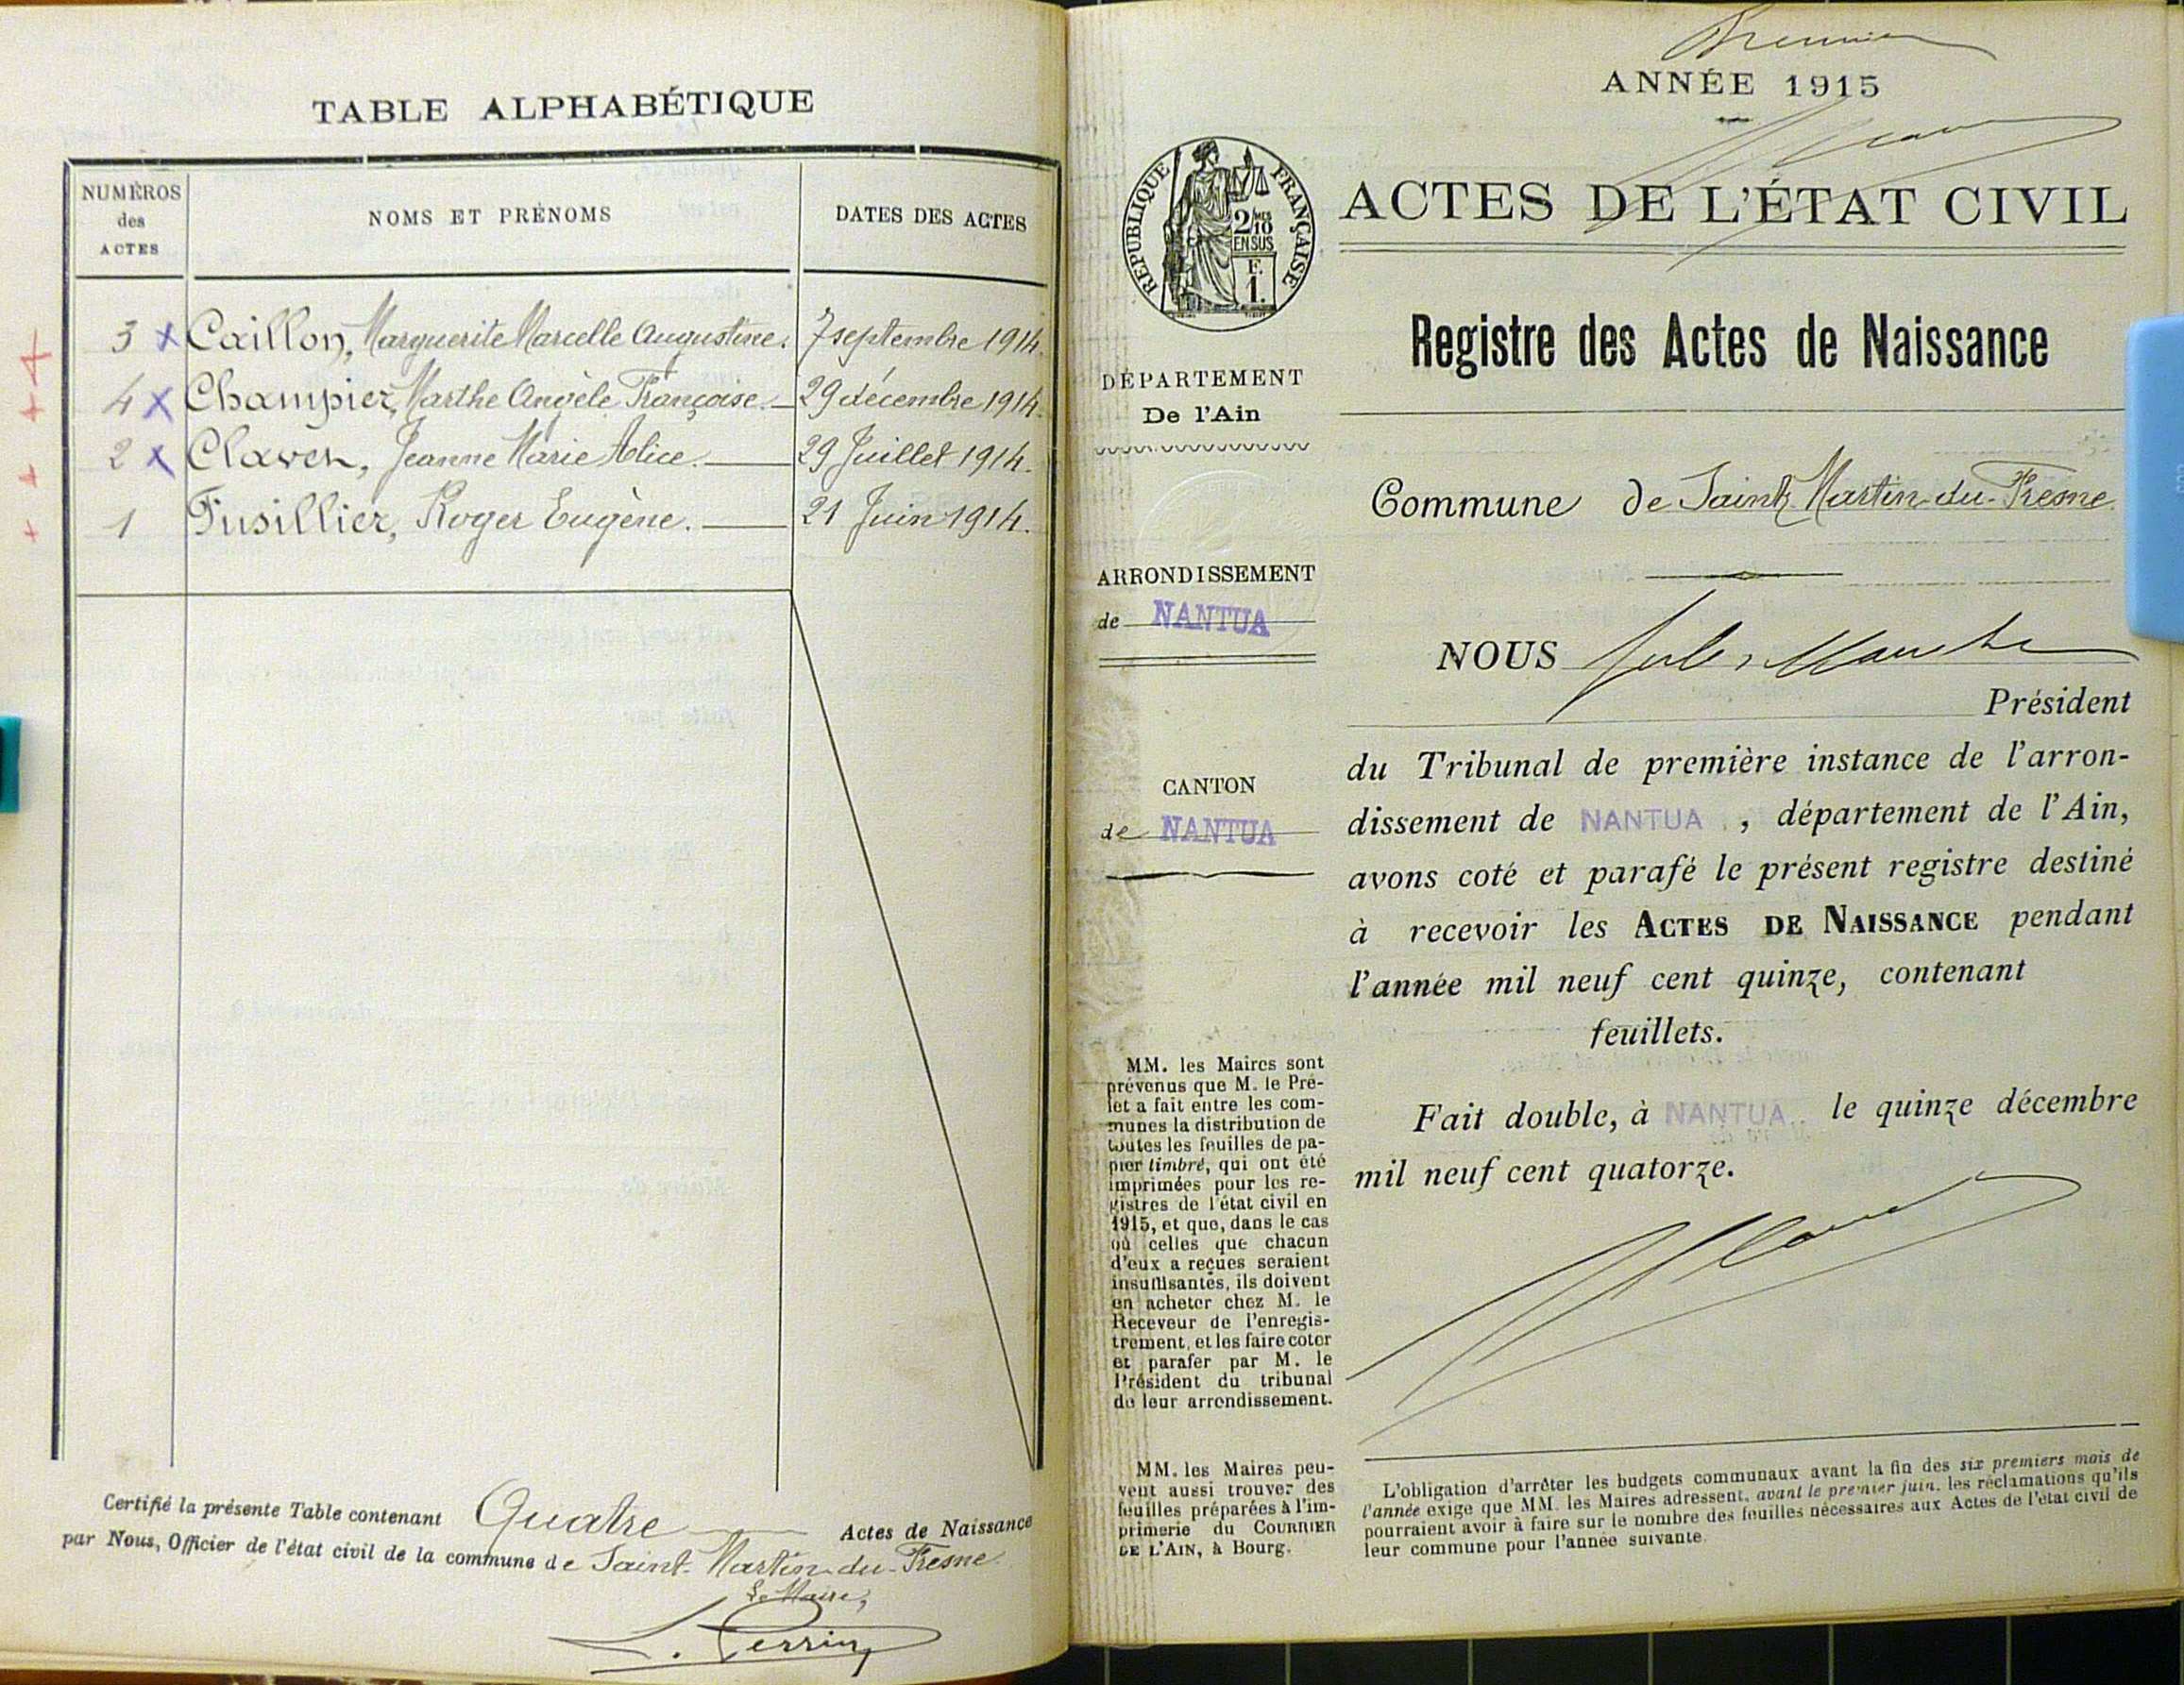 TABLE ALPHABÉTIQUE
NUMÉROS des ACTES
NOMS ET PRÉNOMS
DATES DES ACTES
3 x Caillon, Marguerite Marcelle Augustine. 7 septembre 1914.
4 x Champier, Marthe Angèle Françoise. 29 décembre 1914.
2 x Claver, Jeanne Marie Alice. 29 Juillet 1914.
1 Fusillier, Roger Eugène. 21 Juin 1914.
Certifié la présente Table contenant Quatre Actes de Naissance
par Nous, Officier de l'état civil de la commune de Saint-Martin-du-Fresne
Le Maire,
Perrin
Premier
ANNÉE 1915
RÉPUBLIQUE FRANÇAISE
2/10
EN SUS
F.
1.
ACTES DE L'ÉTAT CIVIL
Registre des Actes de Naissance
DÉPARTEMENT
De l'Ain
Commune de Saint-Martin-du-Fresne
ARRONDISSEMENT
de NANTUA
CANTON
de NANTUA
NOUS Jules
Président
du Tribunal de première instance de l'arron-
dissement de NANTUA, département de l'Ain,
avons coté et parafé le présent registre destiné
à recevoir les ACTES DE NAISSANCE pendant
l'année mil neuf cent quinze, contenant
feuillets.
Fait double, à NANTUA le quinze décembre
mil neuf cent quatorze.
MM. les Maires sont
prévenus que M. le Pré-
fet a fait entre les com-
munes la distribution de
toutes les feuilles de pa-
pier timbré, qui ont été
imprimées pour les re-
gistres de l'état civil en
1915, et que, dans le cas
où celles que chacun
d'eux a reçues seraient
insuffisantes, ils doivent
en acheter chez M. le
Receveur de l'enregis-
trement, et les faire coter
et parafer par M. le
Président du tribunal
de leur arrondissement.
MM. les Maires peu-
vent aussi trouver des
feuilles préparées à l'im-
primerie du COURRIER
DE L'AIN, à Bourg.
L'obligation d'arrêter les budgets communaux avant la fin des six premiers mois de
l'année exige que MM. les Maires adressent, avant le premier juin, les réclamations qu'ils
pourraient avoir à faire sur le nombre des feuilles nécessaires aux Actes de l'état civil de
leur commune pour l'année suivante.